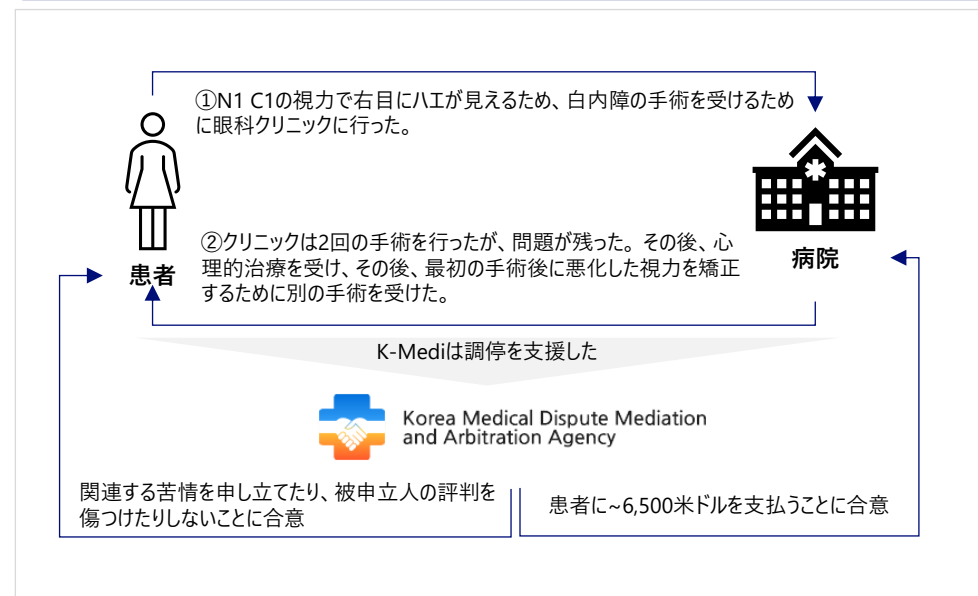 ①N1 C1の視力で右目にハエが見えるため、白内障の手術を受けるため
に眼科クリニックに行った。
②クリニックは2回の手術を行ったが、問題が残った。その後、心
理的治療を受け、その後、最初の手術後に悪化した視力を矯正
するために別の手術を受けた。
患者
病院
K-Mediは調停を支援した
Korea Medical Dispute Mediation
and Arbitration Agency
関連する苦情を申し立てたり、被申立人の評判を
傷つけたりしないことに合意
患者に~6,500米ドルを支払うことに合意